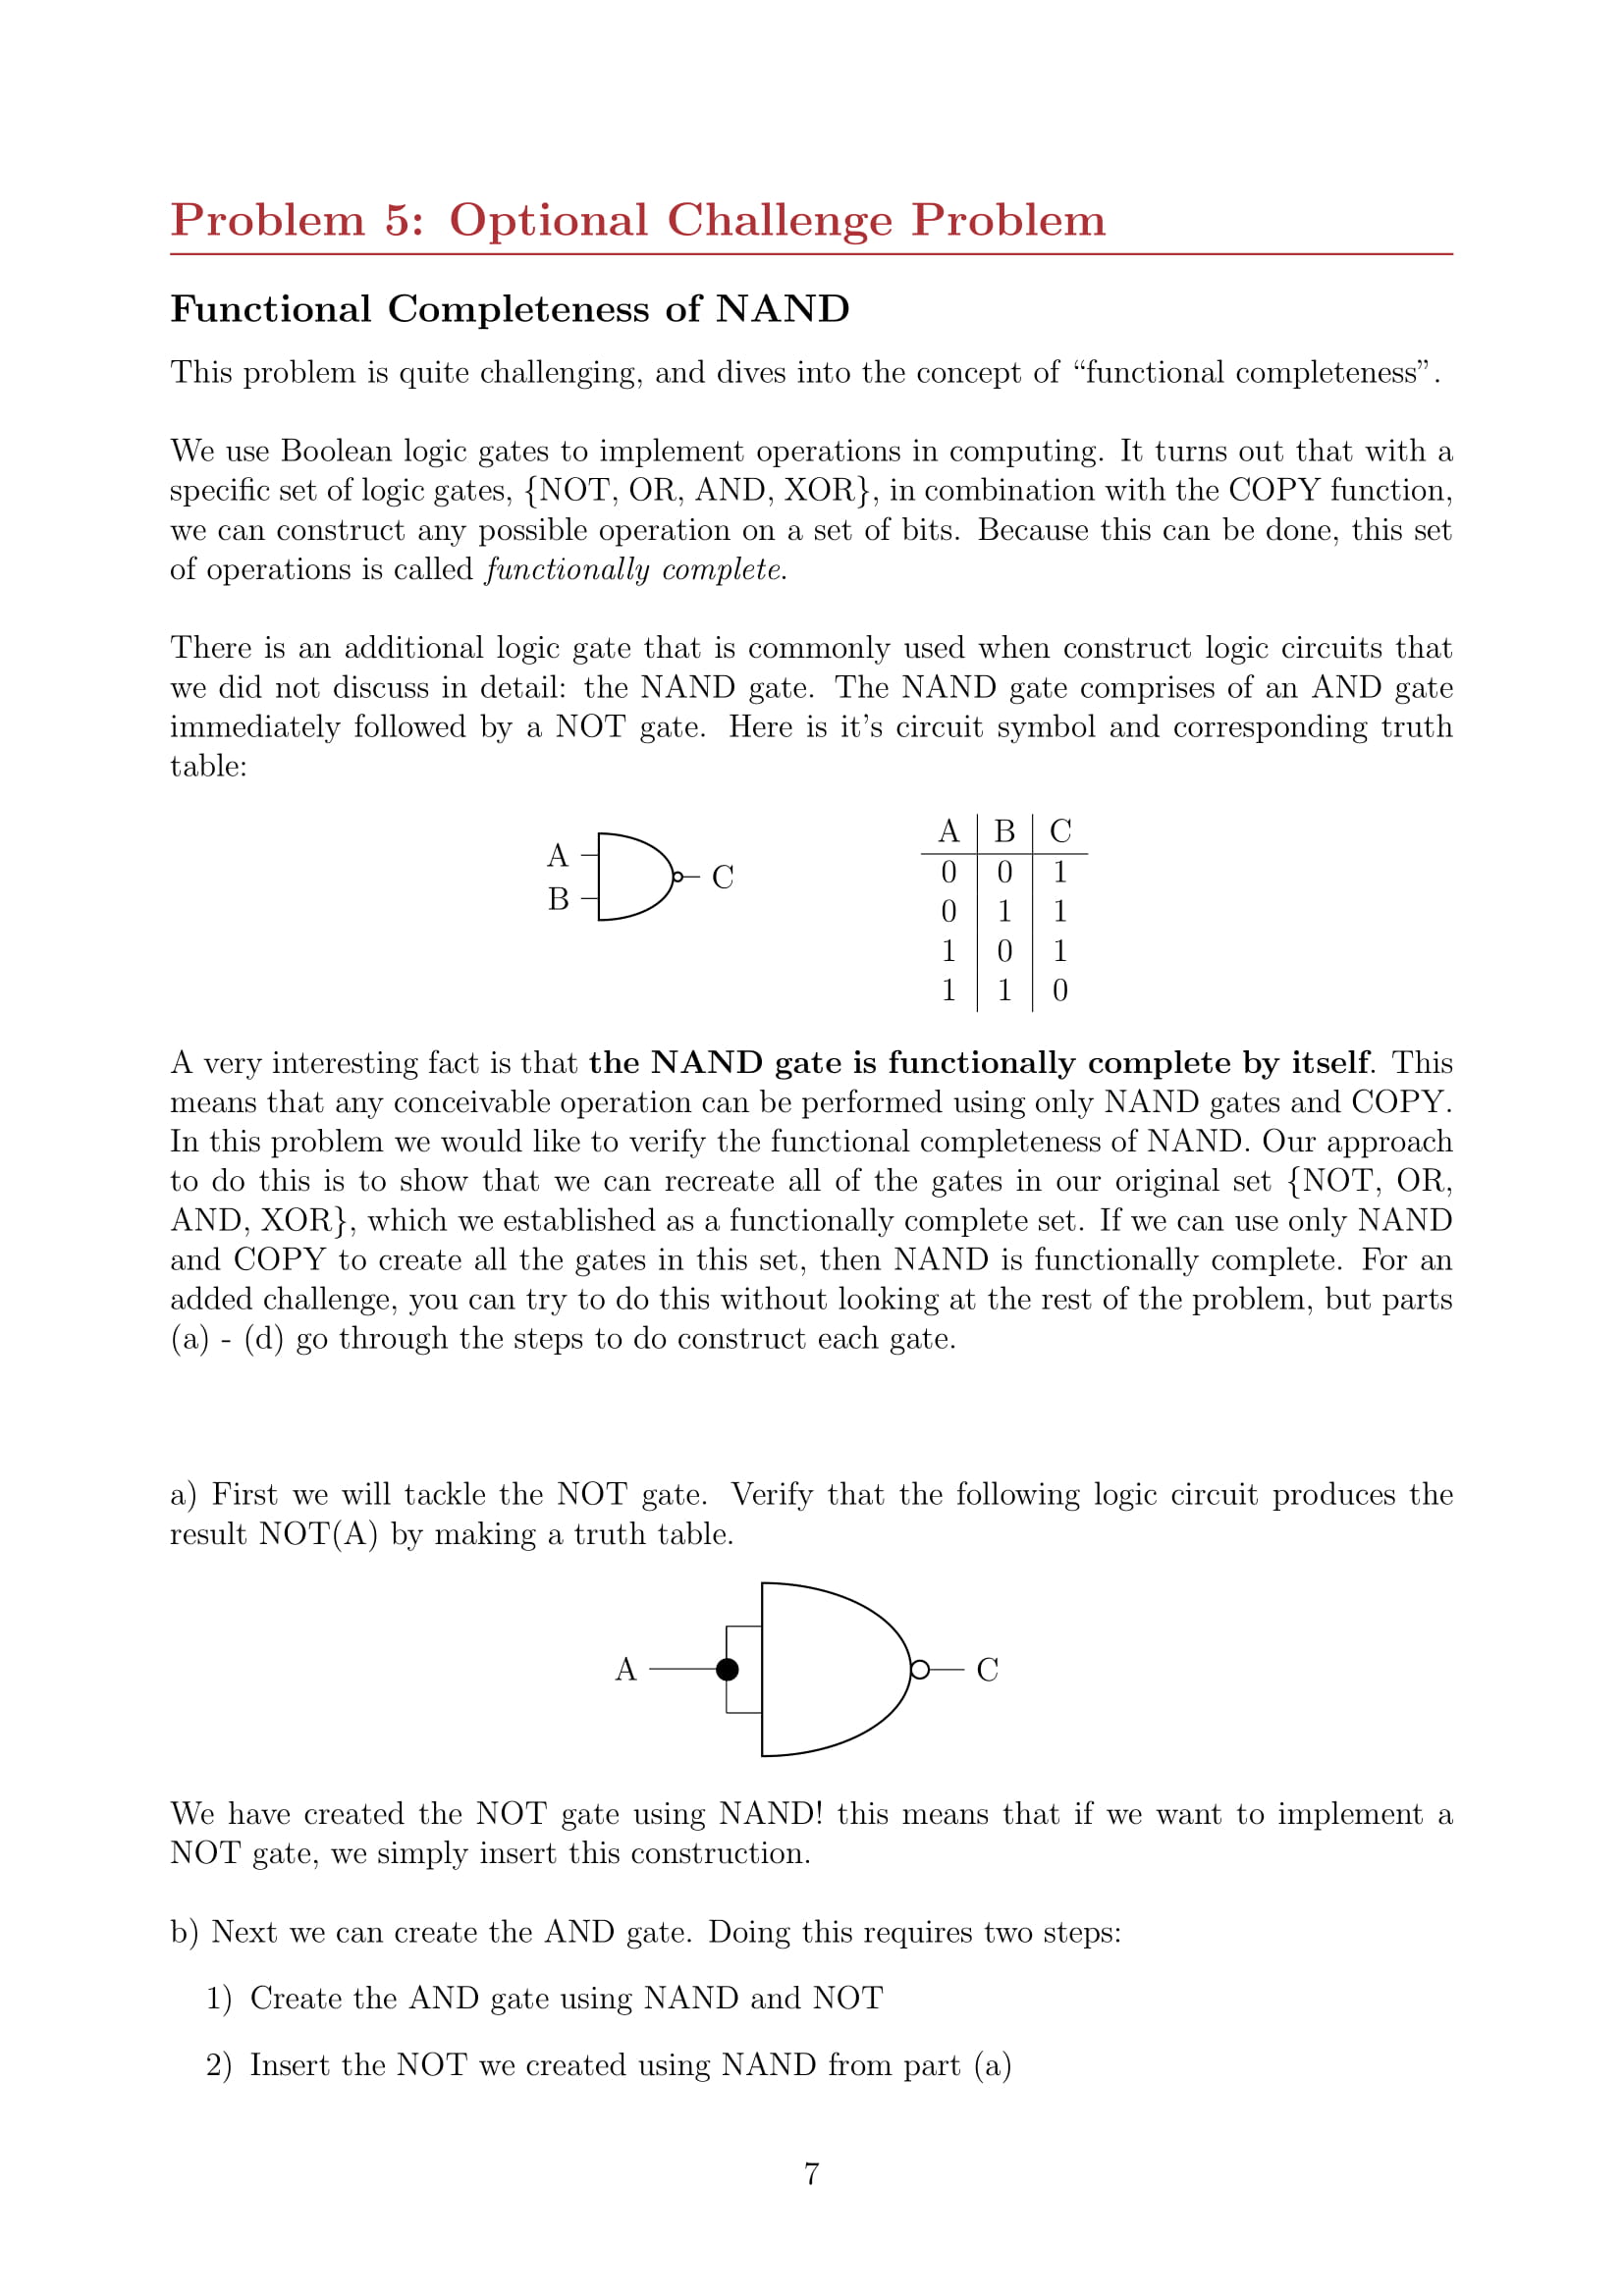 Problem 5: Optional Challenge Problem
Functional Completeness of NAND
This problem is quite challenging, and dives into the concept of “functional completeness”.
We use Boolean logic gates to implement operations in computing. It turns out that with a
specific set of logic gates, {NOT, OR, AND, XOR}, in combination with the COPY function,
we can construct any possible operation on a set of bits. Because this can be done, this set
of operations is called functionally complete.
There is an additional logic gate that is commonly used when construct logic circuits that
we did not discuss in detail: the NAND gate. The NAND gate comprises of an AND gate
immediately followed by a NOT gate. Here is it’s circuit symbol and corresponding truth
table:
A
B
C
A B C
0 0 1
0 1 1
1 0 1
1 1 0
A very interesting fact is that the NAND gate is functionally complete by itself. This
means that any conceivable operation can be performed using only NAND gates and COPY.
In this problem we would like to verify the functional completeness of NAND. Our approach
to do this is to show that we can recreate all of the gates in our original set {NOT, OR,
AND, XOR}, which we established as a functionally complete set. If we can use only NAND
and COPY to create all the gates in this set, then NAND is functionally complete. For an
added challenge, you can try to do this without looking at the rest of the problem, but parts
(a) - (d) go through the steps to do construct each gate.
a) First we will tackle the NOT gate. Verify that the following logic circuit produces the
result NOT(A) by making a truth table.
A C
We have created the NOT gate using NAND! this means that if we want to implement a
NOT gate, we simply insert this construction.
b) Next we can create the AND gate. Doing this requires two steps:
1) Create the AND gate using NAND and NOT
2) Insert the NOT we created using NAND from part (a)
7